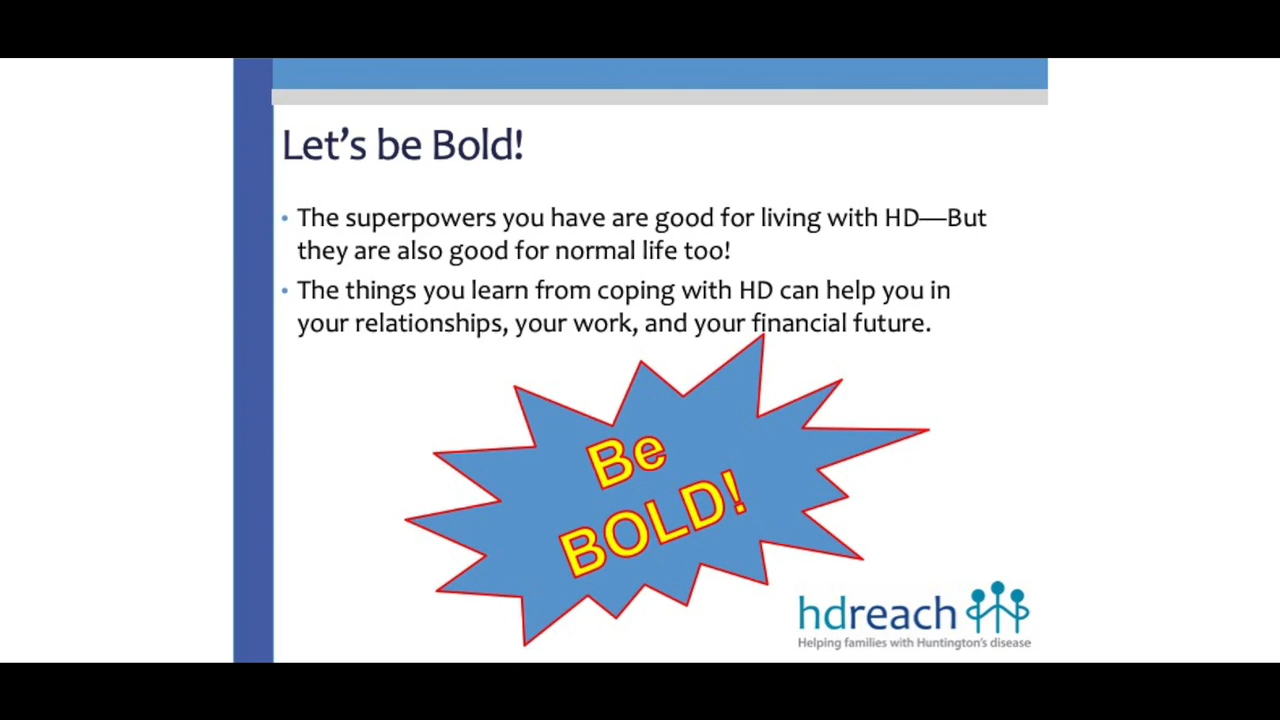 Let's be Bold!
• The superpowers you have are good for living with HD—But
they are also good for normal life too!
• The things you learn from coping with HD can help you in
your relationships, your work, and your financial future.
Be
BOLD!
hdreach
Helping families with Huntington's disease